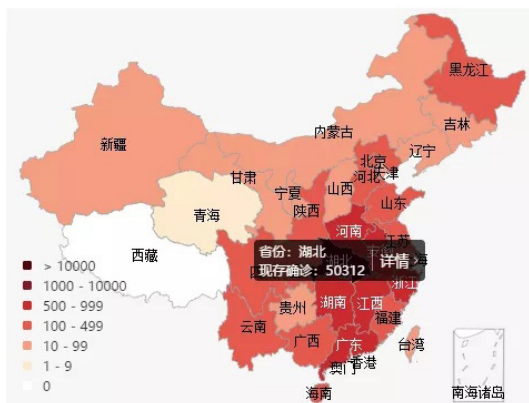 黑龙江
吉林
辽宁
内蒙古
新疆
北京
天津
河北
甘肃
宁夏
山西
山东
陕西
青海
河南
江苏
西藏
省份：湖北
现存确诊：50312
详情
湖北
浙江
湖南
江西
贵州
福建
云南
广西
广东
台湾
香港
澳门
海南
南海诸岛
> 10000
1000 - 10000
500 - 999
100 - 499
10 - 99
1 - 9
0